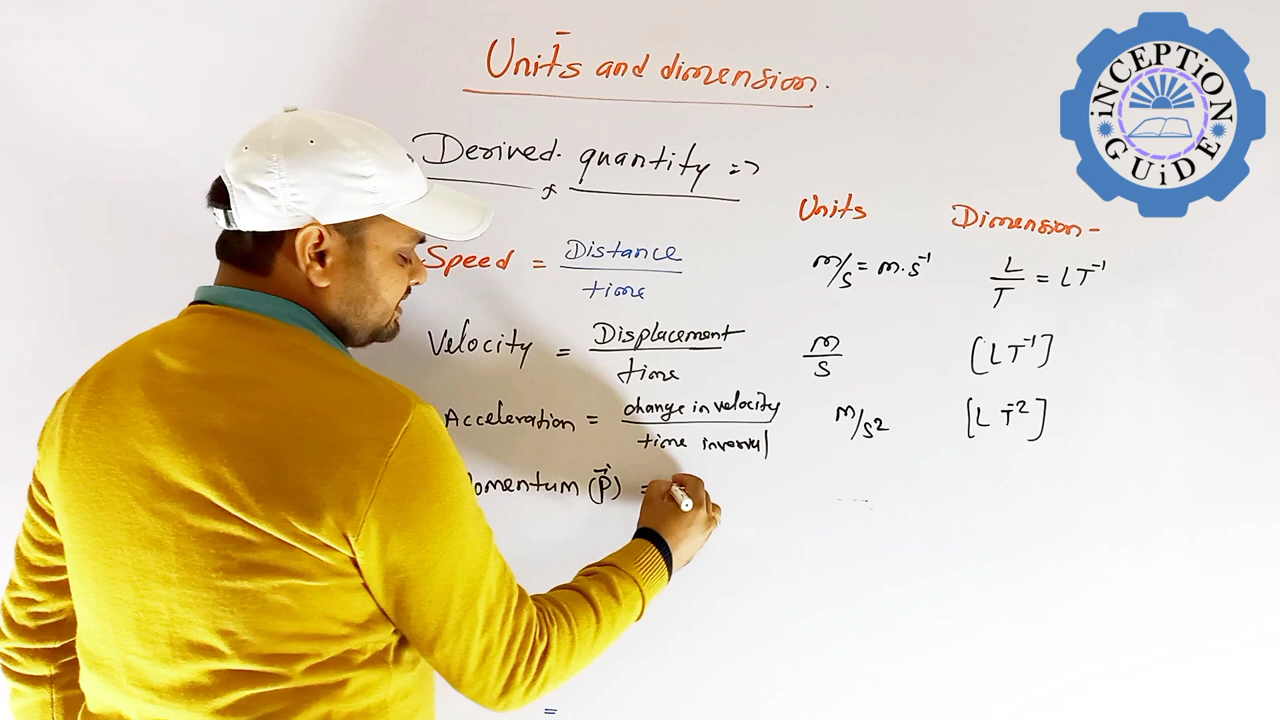 Units and dimension.
Derived quantity =>
Units Dimension -
Speed = Distance / time m/s = m.s⁻¹ L/T = LT⁻¹
Velocity = Displacement / time m/s [LT⁻¹]
Acceleration = change in velocity / time inverval m/s² [LT⁻²]
omentum (p⃗) =
=
iNCEPTiON
GUiDE